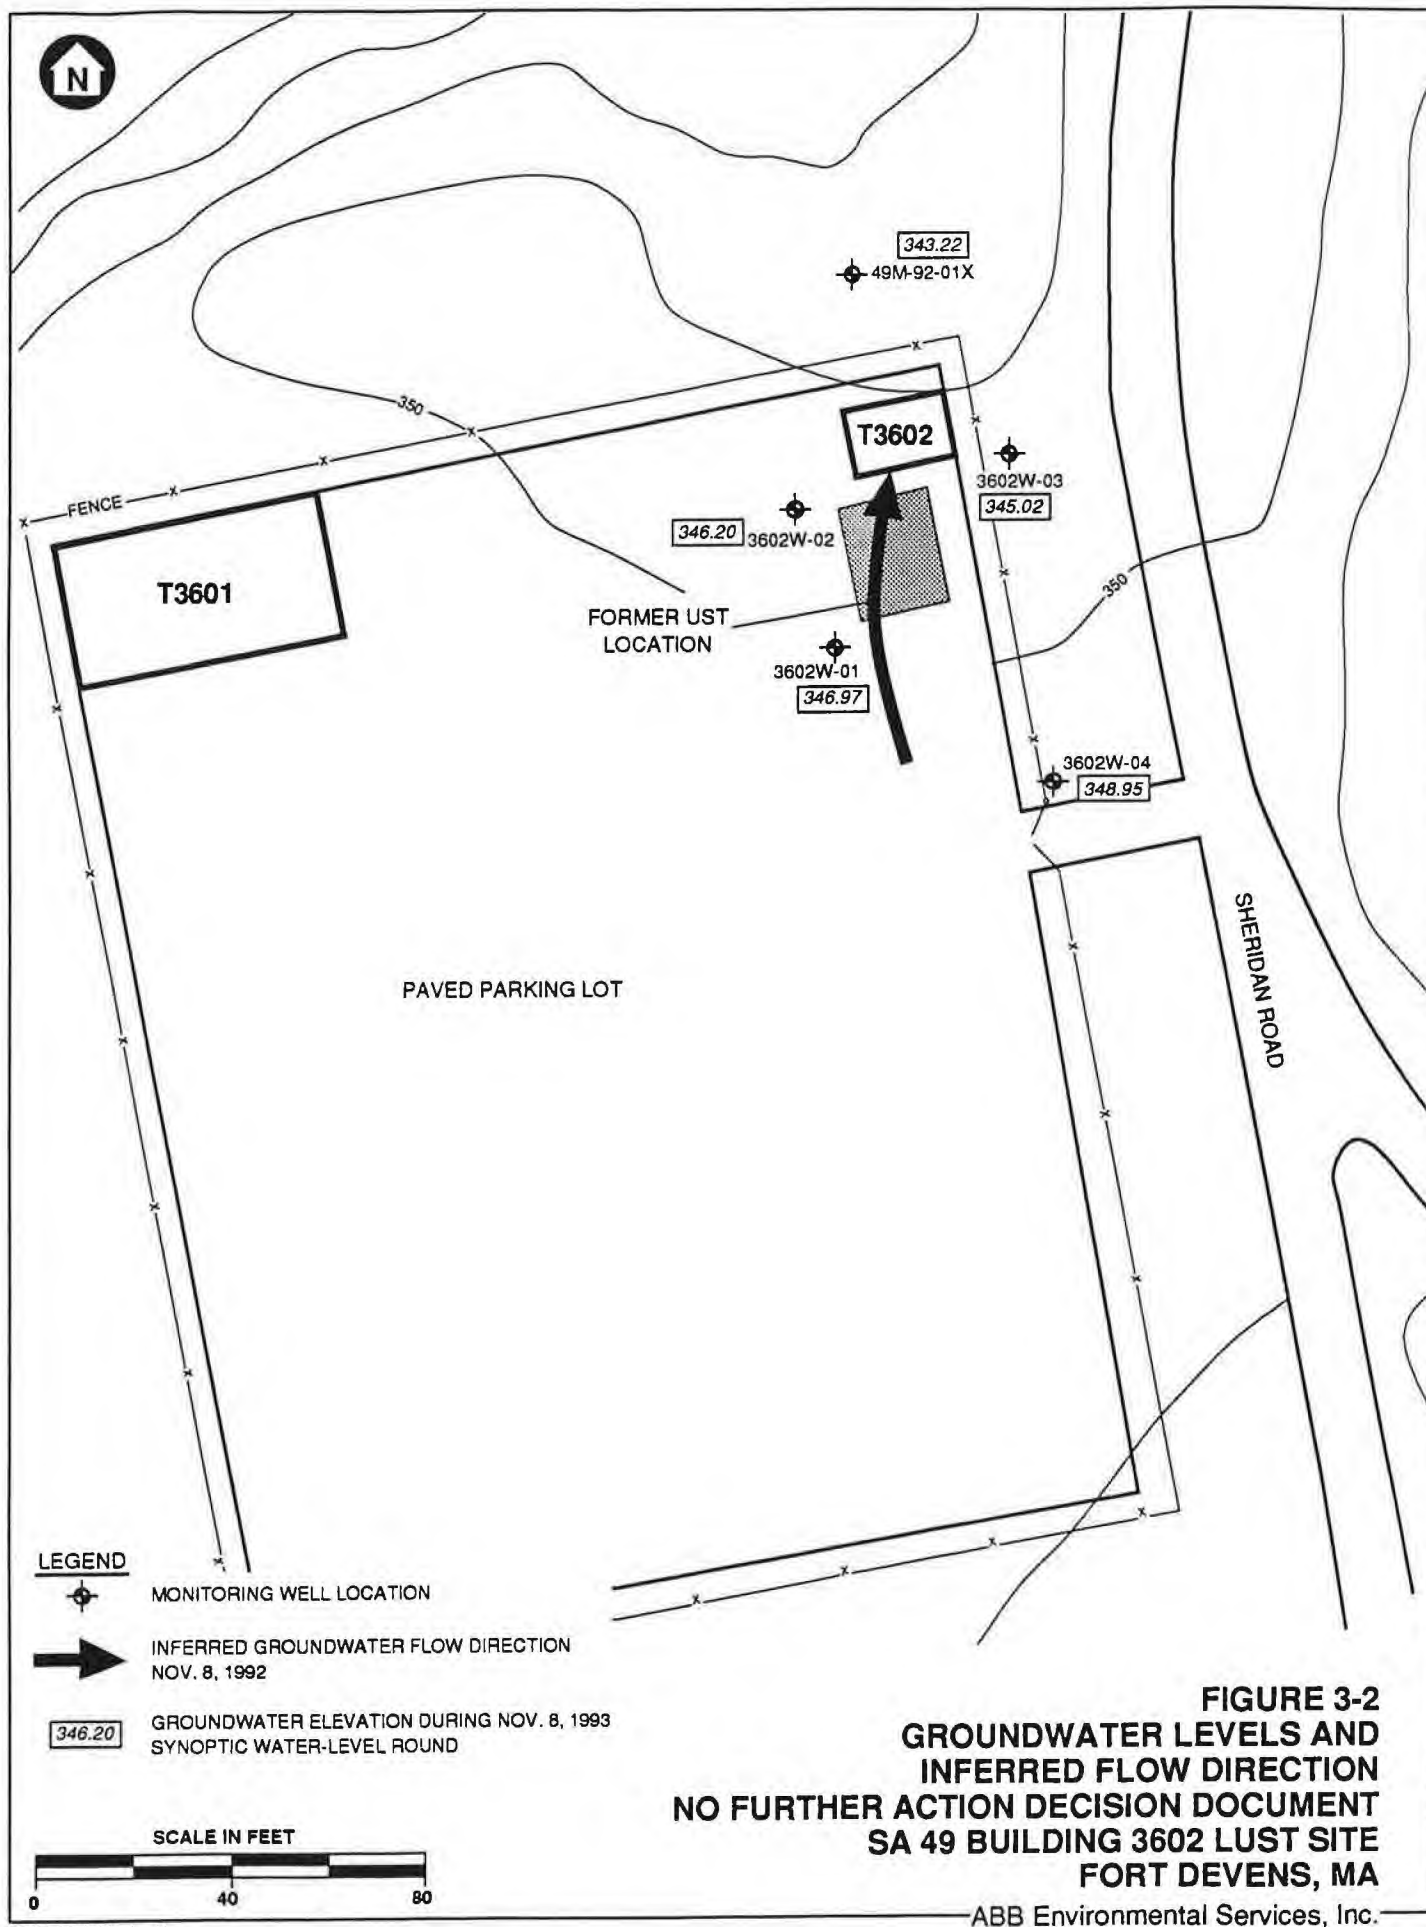 N
343.22
49M-92-01X
350
T3602
FENCE
3602W-03
345.02
346.20
3602W-02
T3601
350
FORMER UST
LOCATION
3602W-01
346.97
3602W-04
348.95
SHERIDAN ROAD
PAVED PARKING LOT
LEGEND
MONITORING WELL LOCATION
INFERRED GROUNDWATER FLOW DIRECTION
NOV. 8, 1992
346.20
GROUNDWATER ELEVATION DURING NOV. 8, 1993
SYNOPTIC WATER-LEVEL ROUND
SCALE IN FEET
0 40 80
FIGURE 3-2
GROUNDWATER LEVELS AND
INFERRED FLOW DIRECTION
NO FURTHER ACTION DECISION DOCUMENT
SA 49 BUILDING 3602 LUST SITE
FORT DEVENS, MA
ABB Environmental Services, Inc.